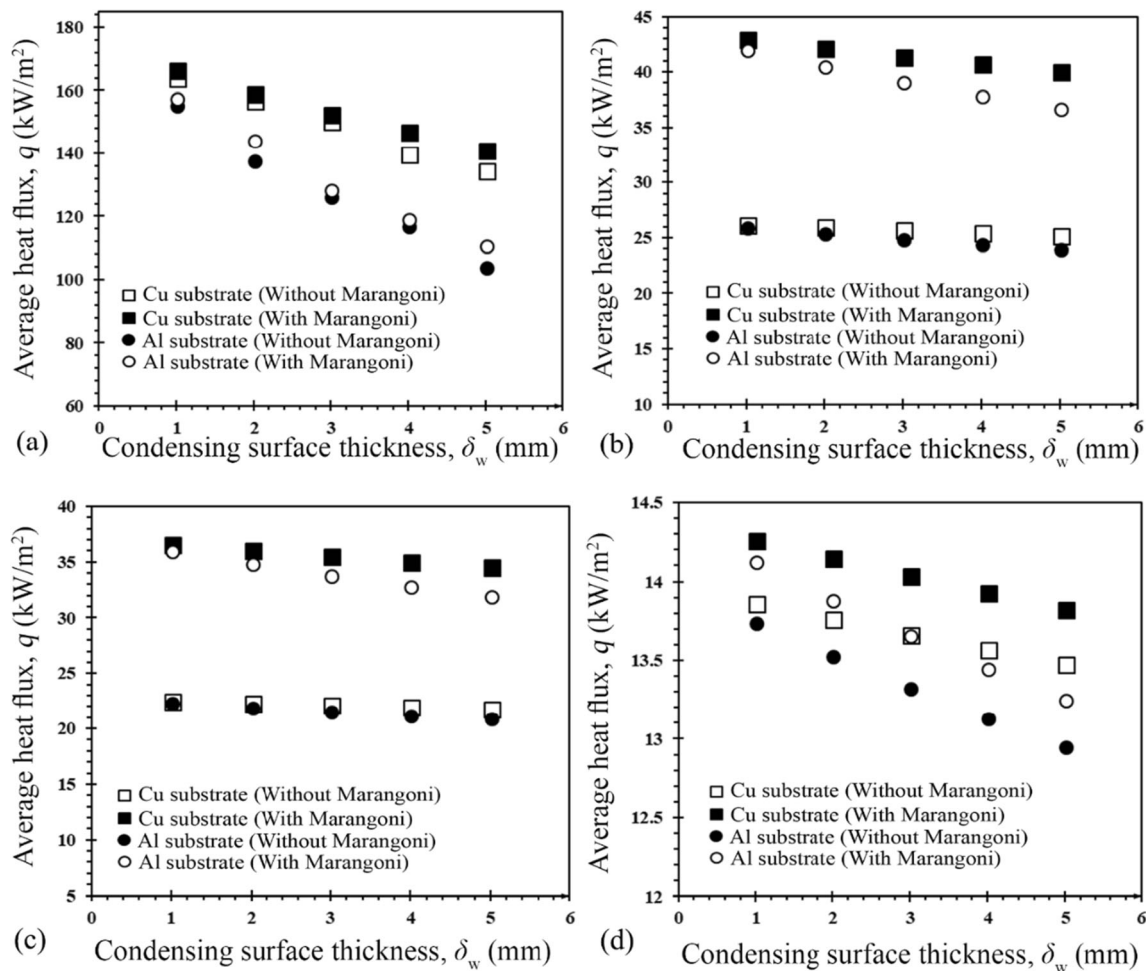 180
160
140
120
100
80
60
0 1 2 3 4 5 6
Average heat flux, q (kW/m²)
Cu substrate (Without Marangoni)
Cu substrate (With Marangoni)
Al substrate (Without Marangoni)
Al substrate (With Marangoni)
(a) Condensing surface thickness, δw (mm)
45
40
35
30
25
20
15
10
0 1 2 3 4 5 6
Average heat flux, q (kW/m²)
Cu substrate (Without Marangoni)
Cu substrate (With Marangoni)
Al substrate (Without Marangoni)
Al substrate (With Marangoni)
(b) Condensing surface thickness, δw (mm)
40
35
30
25
20
15
10
5
0 1 2 3 4 5 6
Average heat flux, q (kW/m²)
Cu substrate (Without Marangoni)
Cu substrate (With Marangoni)
Al substrate (Without Marangoni)
Al substrate (With Marangoni)
(c) Condensing surface thickness, δw (mm)
14.5
14
13.5
13
12.5
12
0 1 2 3 4 5 6
Average heat flux, q (kW/m²)
Cu substrate (Without Marangoni)
Cu substrate (With Marangoni)
Al substrate (Without Marangoni)
Al substrate (With Marangoni)
(d) Condensing surface thickness, δw (mm)